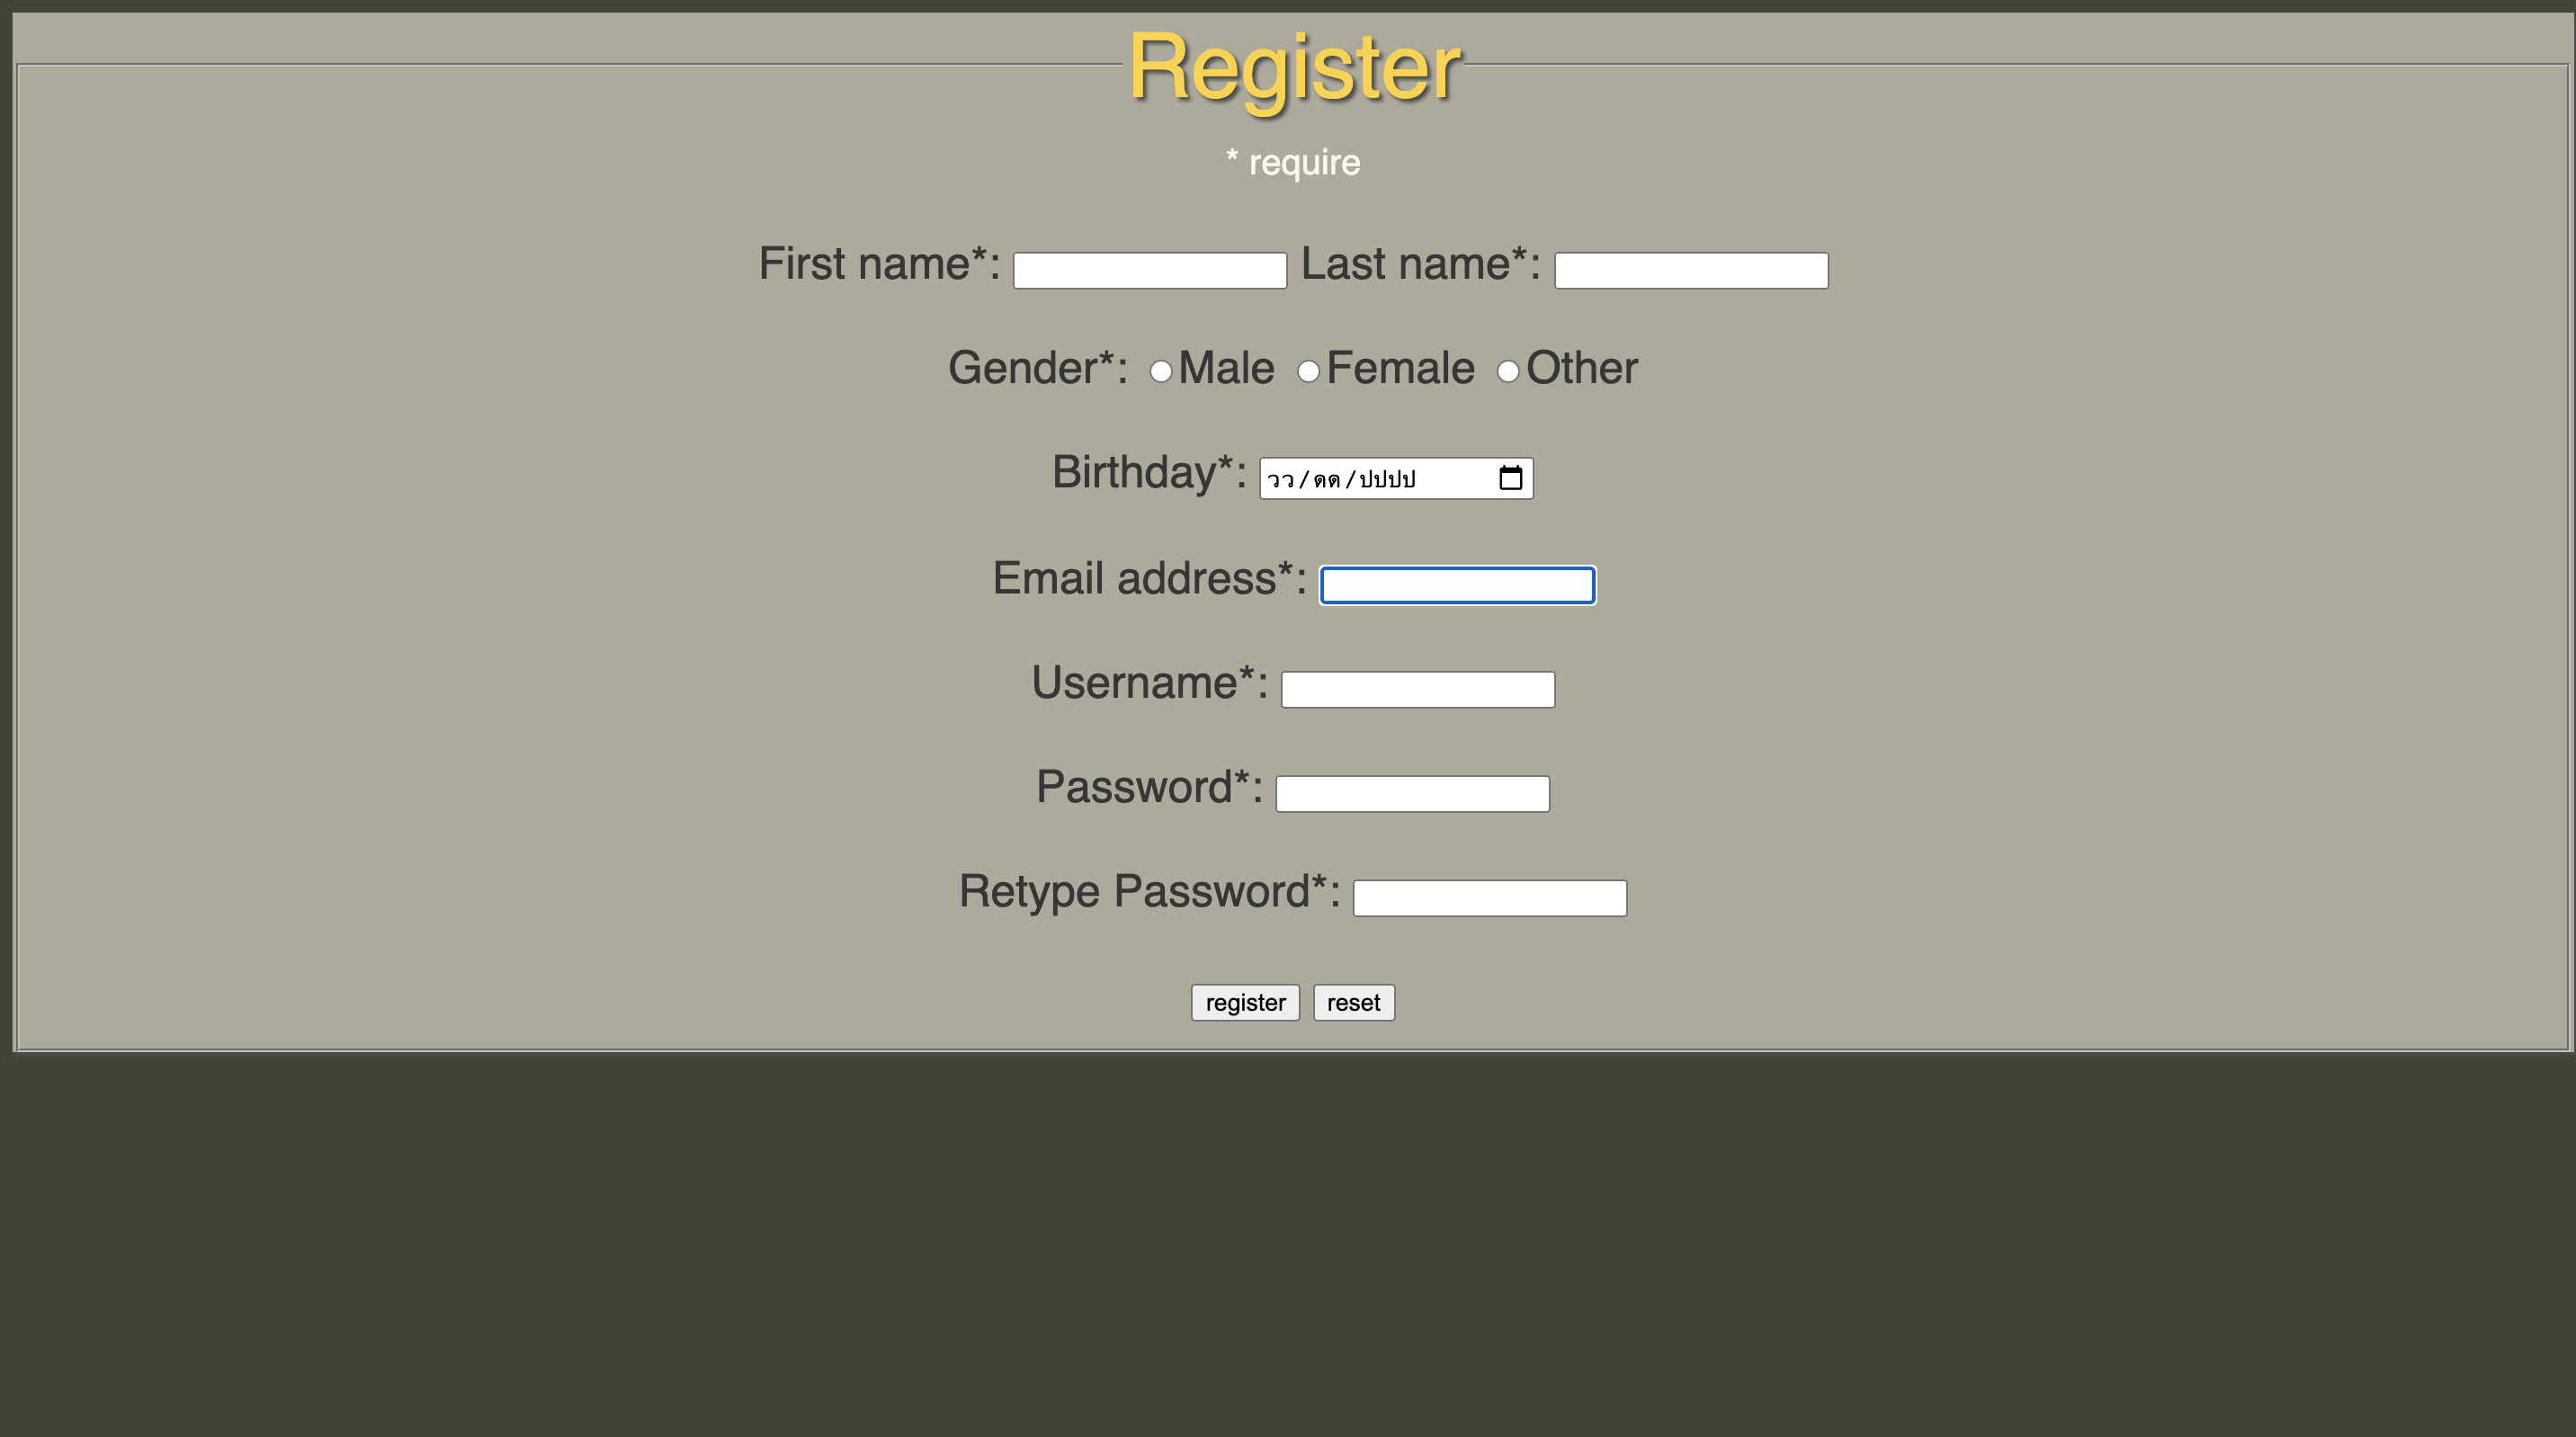 Register
* require
First name*: Last name*:
Gender*: Male Female Other
Birthday*: วว/ดด/ปปปป
Email address*:
Username*:
Password*:
Retype Password*:
register reset